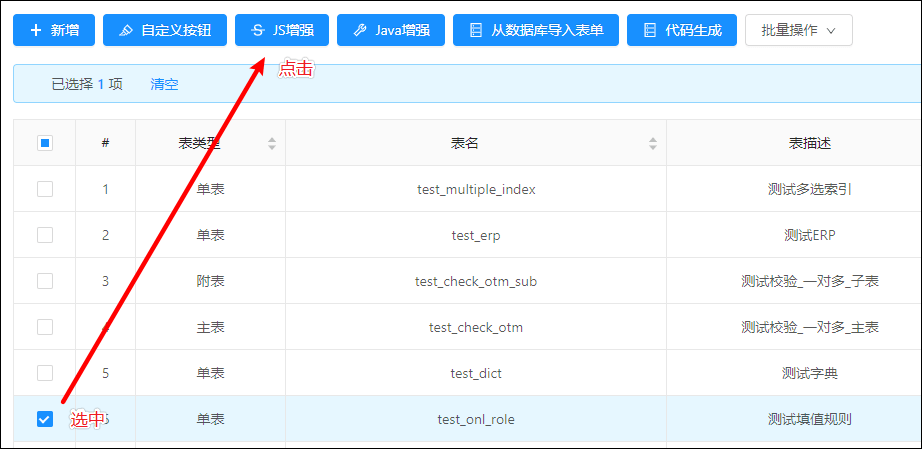 新增 自定义按钮 JS增强 Java增强 从数据库导入表单 代码生成 批量操作
点击
已选择 1 项 清空
# 表类型 表名 表描述
1 单表 test_multiple_index 测试多选索引
2 单表 test_erp 测试ERP
3 附表 test_check_otm_sub 测试校验_一对多_子表
4 主表 test_check_otm 测试校验_一对多_主表
5 单表 test_dict 测试字典
选中 6 单表 test_onl_role 测试填值规则